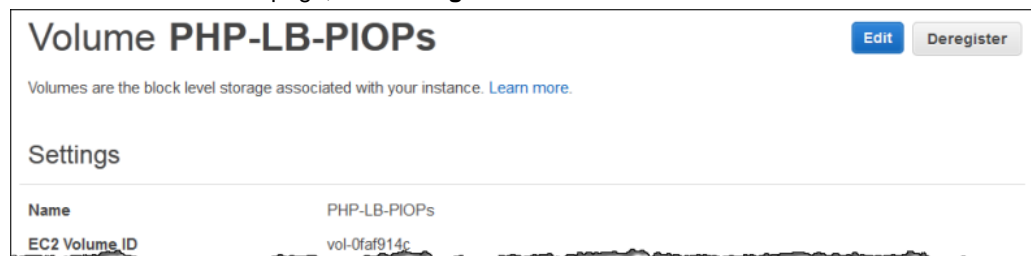 Volume PHP-LB-PIOPs
Edit
Deregister
Volumes are the block level storage associated with your instance. Learn more.
Settings
Name PHP-LB-PIOPs
EC2 Volume ID vol-0faf914c